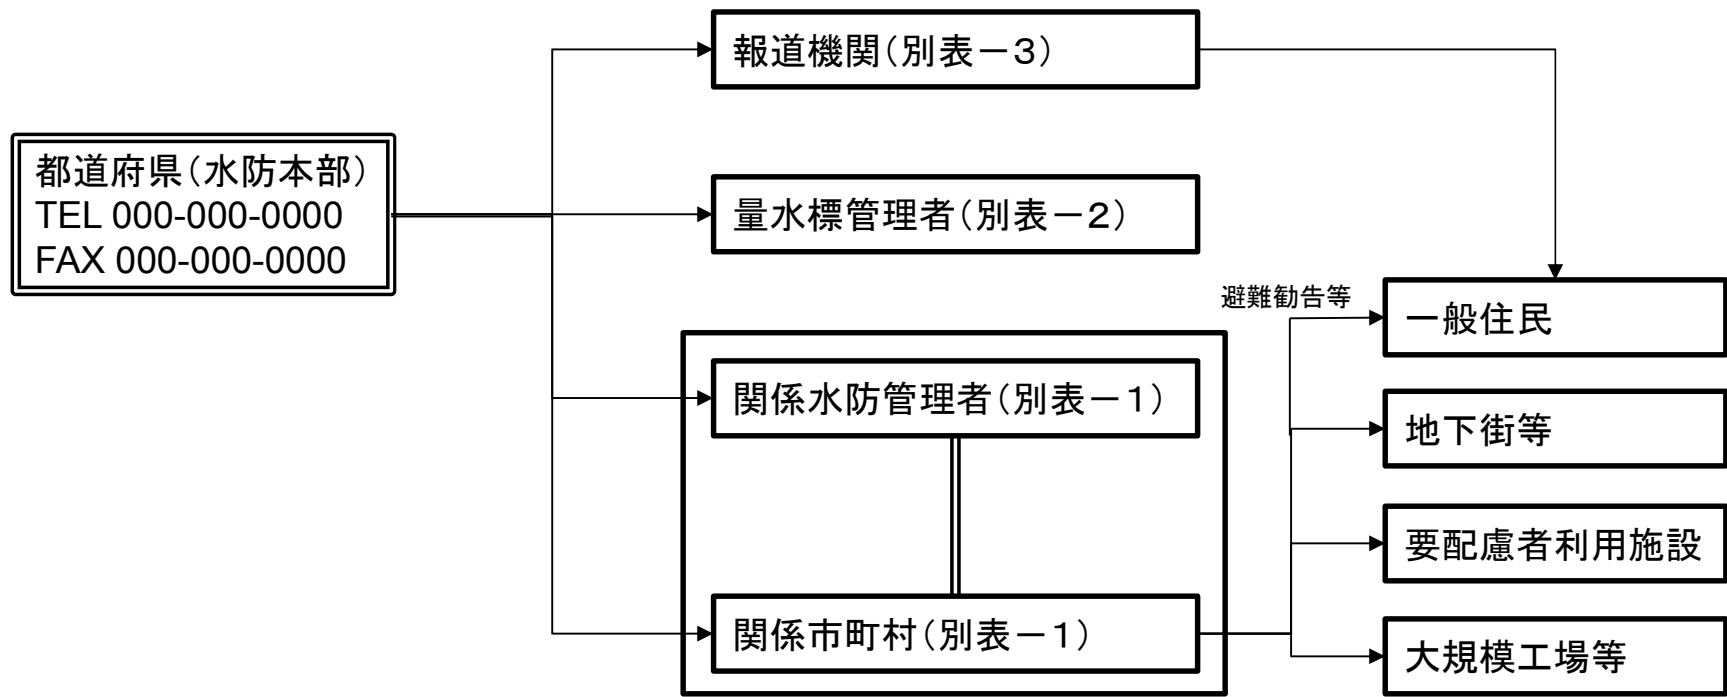 報道機関(別表－3)
都道府県(水防本部)
TEL 000-000-0000
FAX 000-000-0000
量水標管理者(別表－2)
避難勧告等
一般住民
関係水防管理者(別表－1)
地下街等
要配慮者利用施設
関係市町村(別表－1)
大規模工場等